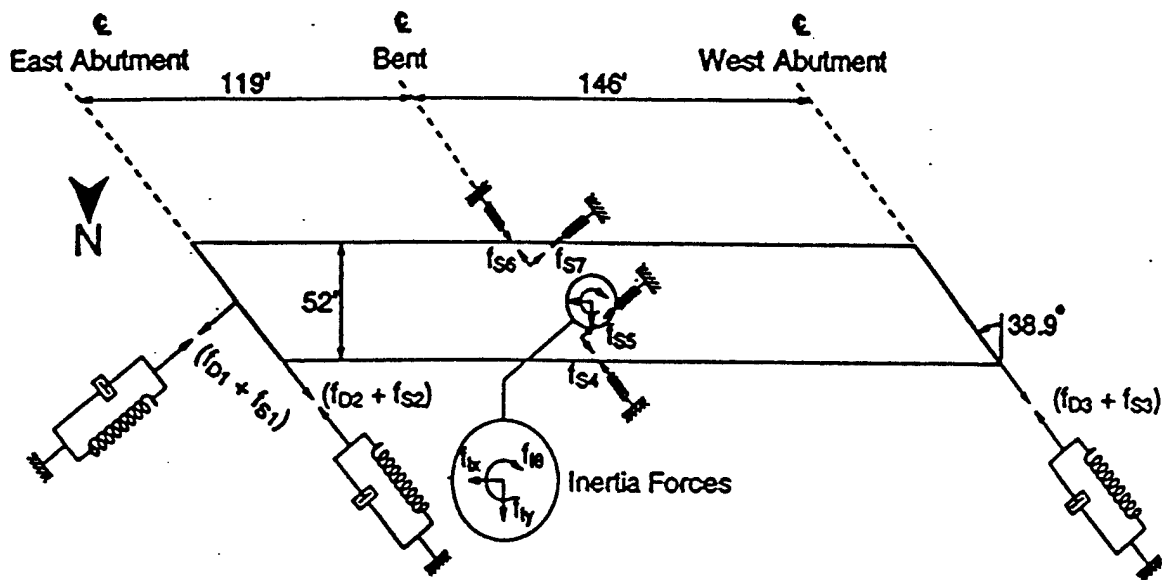 ℄ ℄ ℄
East Abutment Bent West Abutment
119' 146'
N
fS6 fS7
52'
fS5
38.9°
fS4
(fD1 + fS1)
(fD2 + fS2)
(fD3 + fS3)
fIx fIθ
Inertia Forces
fIy